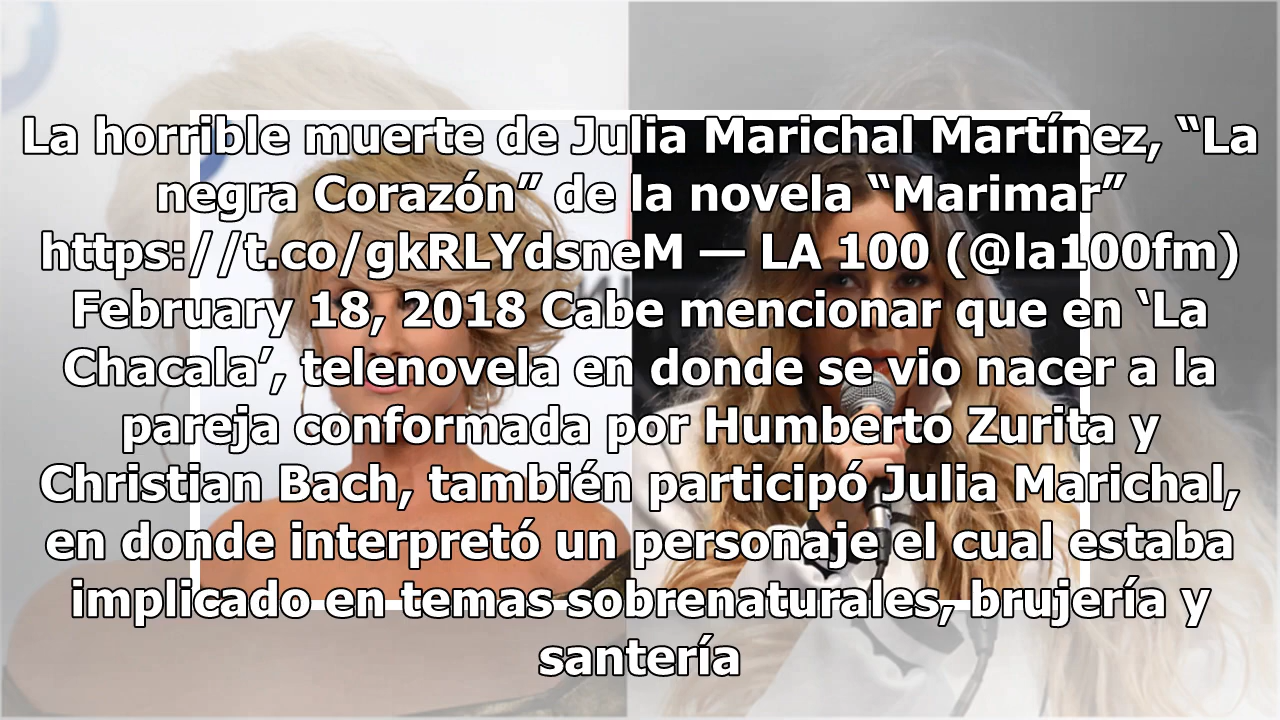 La horrible muerte de Julia Marichal Martínez, “La
negra Corazón” de la novela “Marimar”
https://t.co/gkRLYdsneM — LA 100 (@la100fm)
February 18, 2018 Cabe mencionar que en ‘La
Chacala’, telenovela en donde se vio nacer a la
pareja conformada por Humberto Zurita y
Christian Bach, también participó Julia Marichal,
en donde interpretó un personaje el cual estaba
implicado en temas sobrenaturales, brujería y
santería